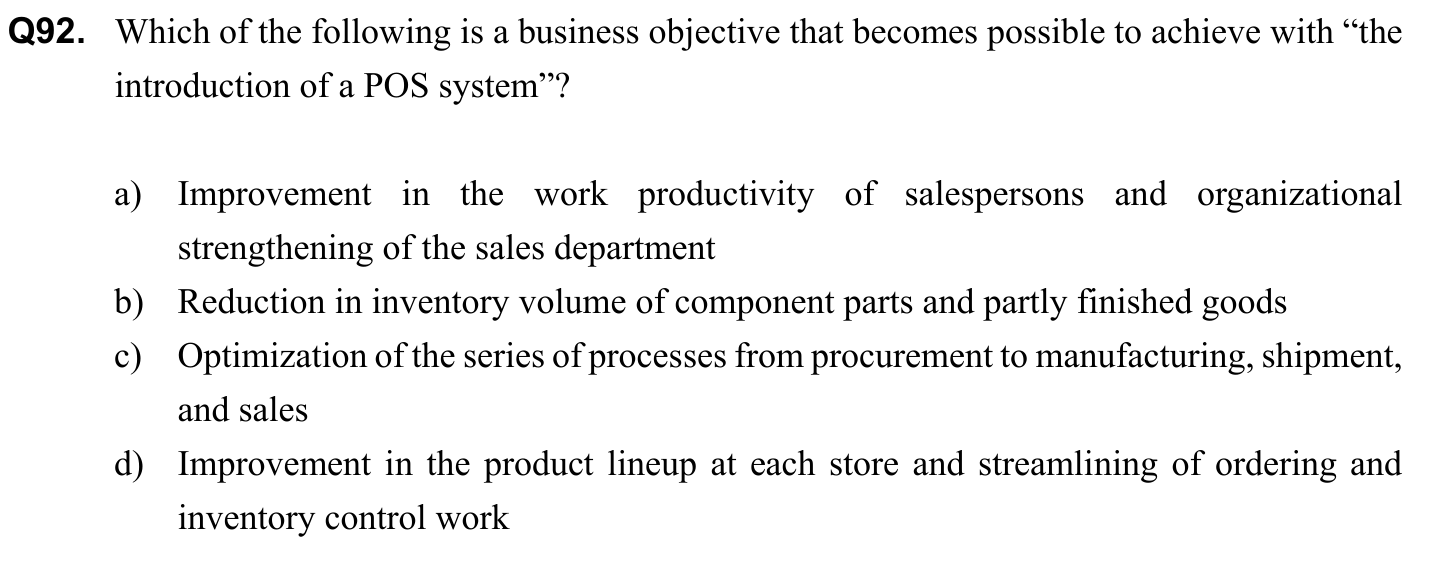 Q92. Which of the following is a business objective that becomes possible to achieve with “the
introduction of a POS system”?
a) Improvement in the work productivity of salespersons and organizational
strengthening of the sales department
b) Reduction in inventory volume of component parts and partly finished goods
c) Optimization of the series of processes from procurement to manufacturing, shipment,
and sales
d) Improvement in the product lineup at each store and streamlining of ordering and
inventory control work